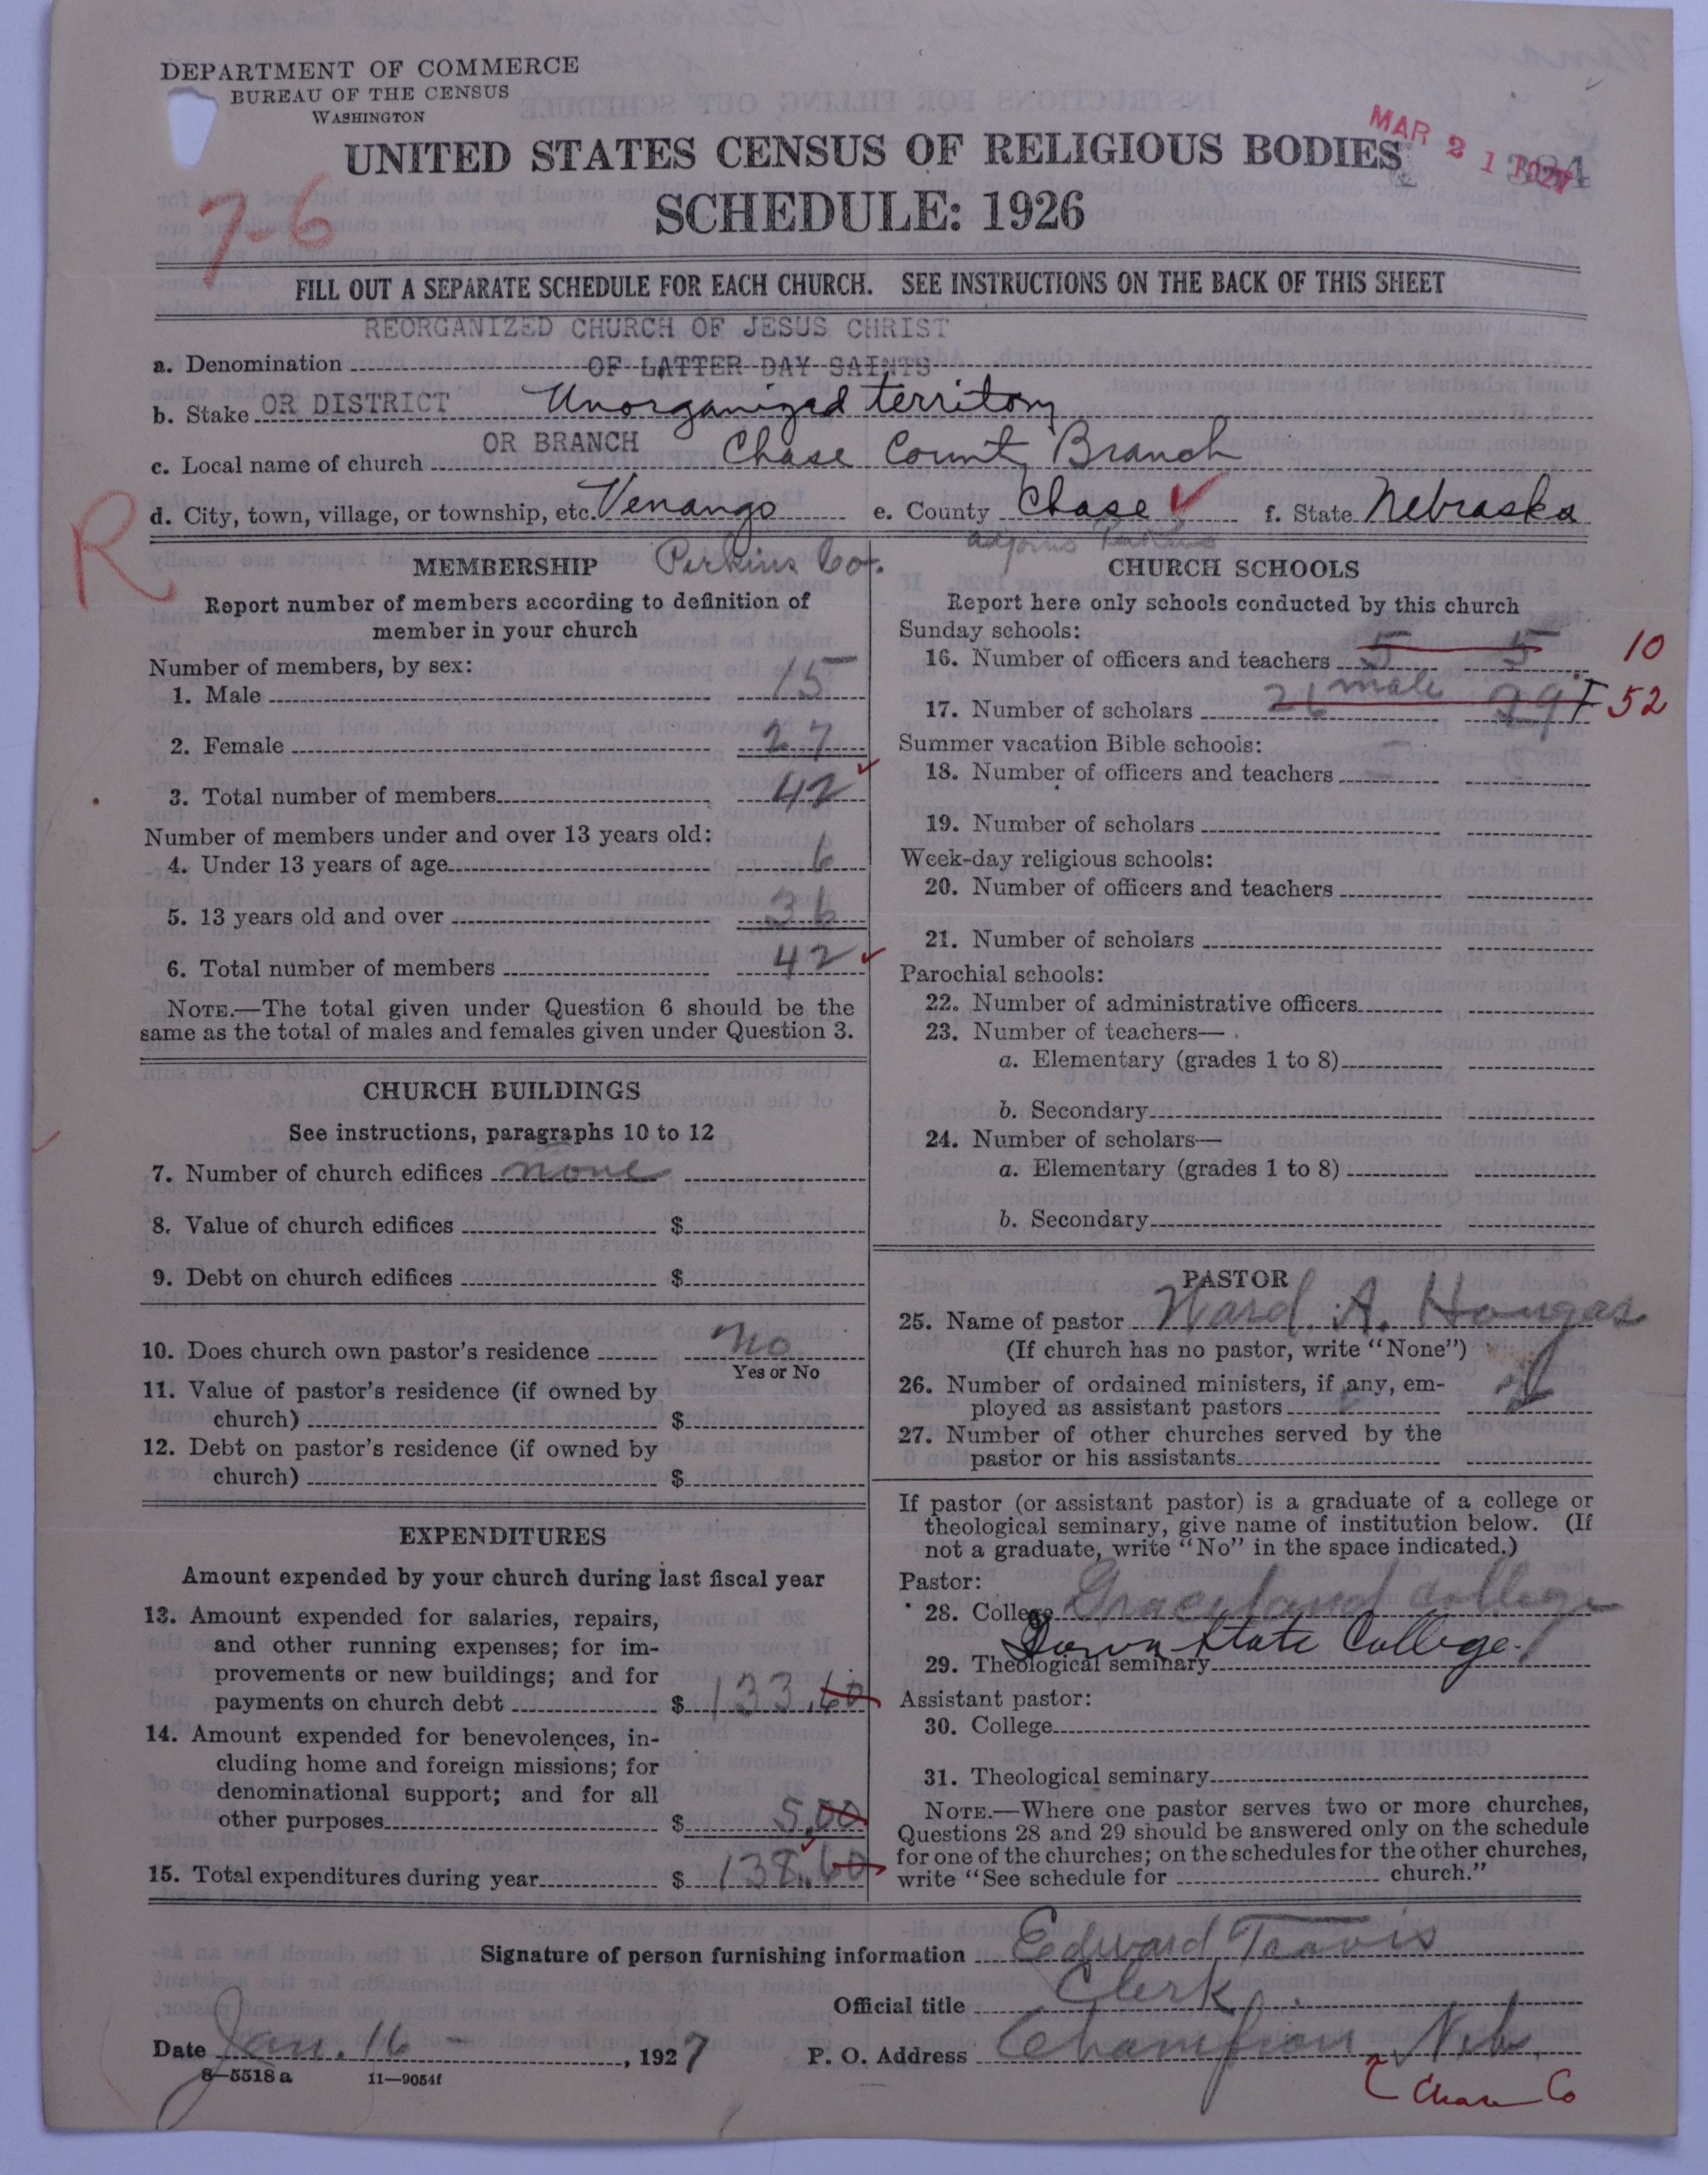 DEPARTMENT OF COMMERCE
BUREAU OF THE CENSUS
WASHINGTON
UNITED STATES CENSUS OF RELIGIOUS BODIES
MAR 21 1927
SCHEDULE: 1926
7-6
FILL OUT A SEPARATE SCHEDULE FOR EACH CHURCH. SEE INSTRUCTIONS ON THE BACK OF THIS SHEET
REORGANIZED CHURCH OF JESUS CHRIST
a. Denomination OF LATTER DAY SAINTS
b. Stake OR DISTRICT Unorganized territory
c. Local name of church OR BRANCH Chase County Branch
d. City, town, village, or township, etc. Venango e. County Chase f. State Nebraska
R
Perkins Co.
MEMBERSHIP
Report number of members according to definition of
member in your church
Number of members, by sex:
1. Male 15
2. Female 27
3. Total number of members 42
Number of members under and over 13 years old:
4. Under 13 years of age 6
5. 13 years old and over 36
6. Total number of members 42
NOTE.—The total given under Question 6 should be the
same as the total of males and females given under Question 3.
CHURCH BUILDINGS
See instructions, paragraphs 10 to 12
7. Number of church edifices none
8. Value of church edifices $
9. Debt on church edifices $
10. Does church own pastor's residence No
Yes or No
11. Value of pastor's residence (if owned by
church) $
12. Debt on pastor's residence (if owned by
church) $
EXPENDITURES
Amount expended by your church during last fiscal year
13. Amount expended for salaries, repairs,
and other running expenses; for im-
provements or new buildings; and for
payments on church debt $ 133.60
14. Amount expended for benevolences, in-
cluding home and foreign missions; for
denominational support; and for all
other purposes $ 5.00
15. Total expenditures during year $ 138.60
adjoins Perkins
CHURCH SCHOOLS
Report here only schools conducted by this church
Sunday schools:
16. Number of officers and teachers 5 5 10
17. Number of scholars male 29 F 52
Summer vacation Bible schools:
18. Number of officers and teachers
19. Number of scholars
Week-day religious schools:
20. Number of officers and teachers
21. Number of scholars
Parochial schools:
22. Number of administrative officers
23. Number of teachers—
a. Elementary (grades 1 to 8)
b. Secondary
24. Number of scholars—
a. Elementary (grades 1 to 8)
b. Secondary
PASTOR
25. Name of pastor Ward. A. Hougas
(If church has no pastor, write "None")
26. Number of ordained ministers, if any, em-
ployed as assistant pastors
27. Number of other churches served by the
pastor or his assistants
If pastor (or assistant pastor) is a graduate of a college or
theological seminary, give name of institution below. (If
not a graduate, write "No" in the space indicated.)
Pastor:
28. College Graceland College
Iowa State College.
29. Theological seminary
Assistant pastor:
30. College
31. Theological seminary
NOTE.—Where one pastor serves two or more churches,
Questions 28 and 29 should be answered only on the schedule
for one of the churches; on the schedules for the other churches,
write "See schedule for church."
Signature of person furnishing information Edward Travis
Official title Clerk
Date Jan. 16 - , 1927 P. O. Address Champion Neb.
8—5518 a 11—9054f
Chase Co